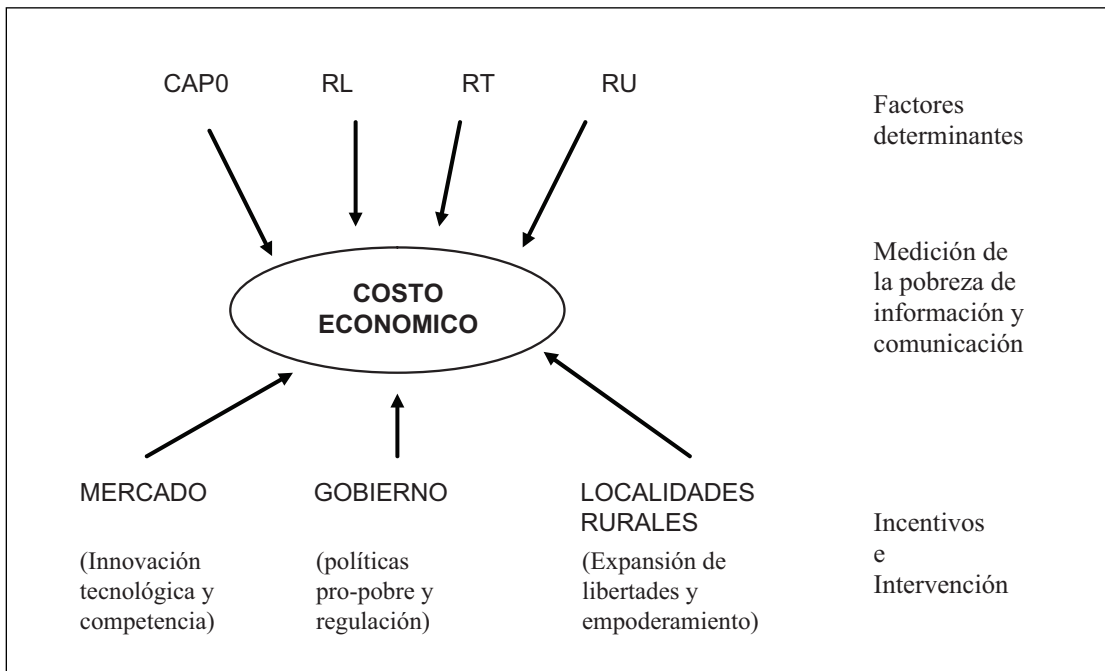 CAP0 RL RT RU
Factores
determinantes
COSTO
ECONOMICO
Medición de
la pobreza de
información y
comunicación
MERCADO
(Innovación
tecnológica y
competencia)
GOBIERNO
(políticas
pro-pobre y
regulación)
LOCALIDADES
RURALES
(Expansión de
libertades y
empoderamiento)
Incentivos
e
Intervención